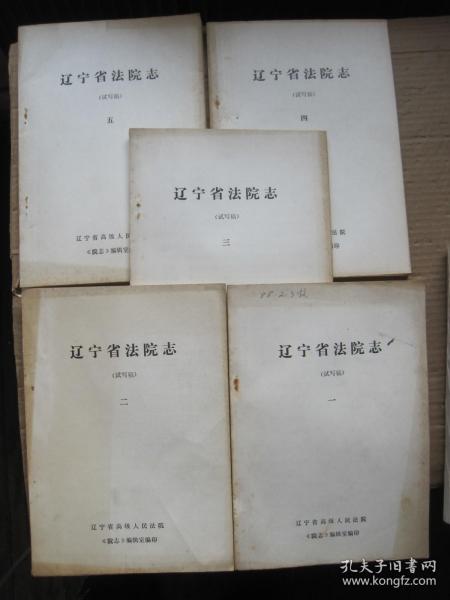 辽宁省法院志
(试写稿)
五
辽宁省高级人民
《院志》编辑室
辽宁省法院志
(试写稿)
四
民法院
编印
辽宁省法院志
(试写稿)
三
辽宁省法院志
(试写稿)
二
辽宁省高级人民法院
《院志》编辑室编印
辽宁省法院志
(试写稿)
一
辽宁省高级人民法院
《院志》编辑室编印
孔夫子旧书网
www.kongfz.com